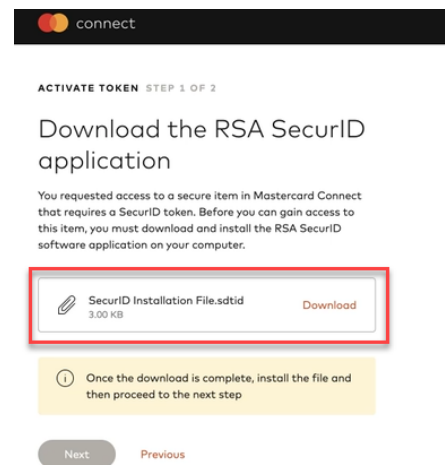 connect
ACTIVATE TOKEN STEP 1 OF 2
Download the RSA SecurID
application
You requested access to a secure item in Mastercard Connect
that requires a SecurID token. Before you can gain access to
this item, you must download and install the RSA SecurID
software application on your computer.
SecurID Installation File.sdtid
Download
3.00 KB
Once the download is complete, install the file and
then proceed to the next step
Next Previous